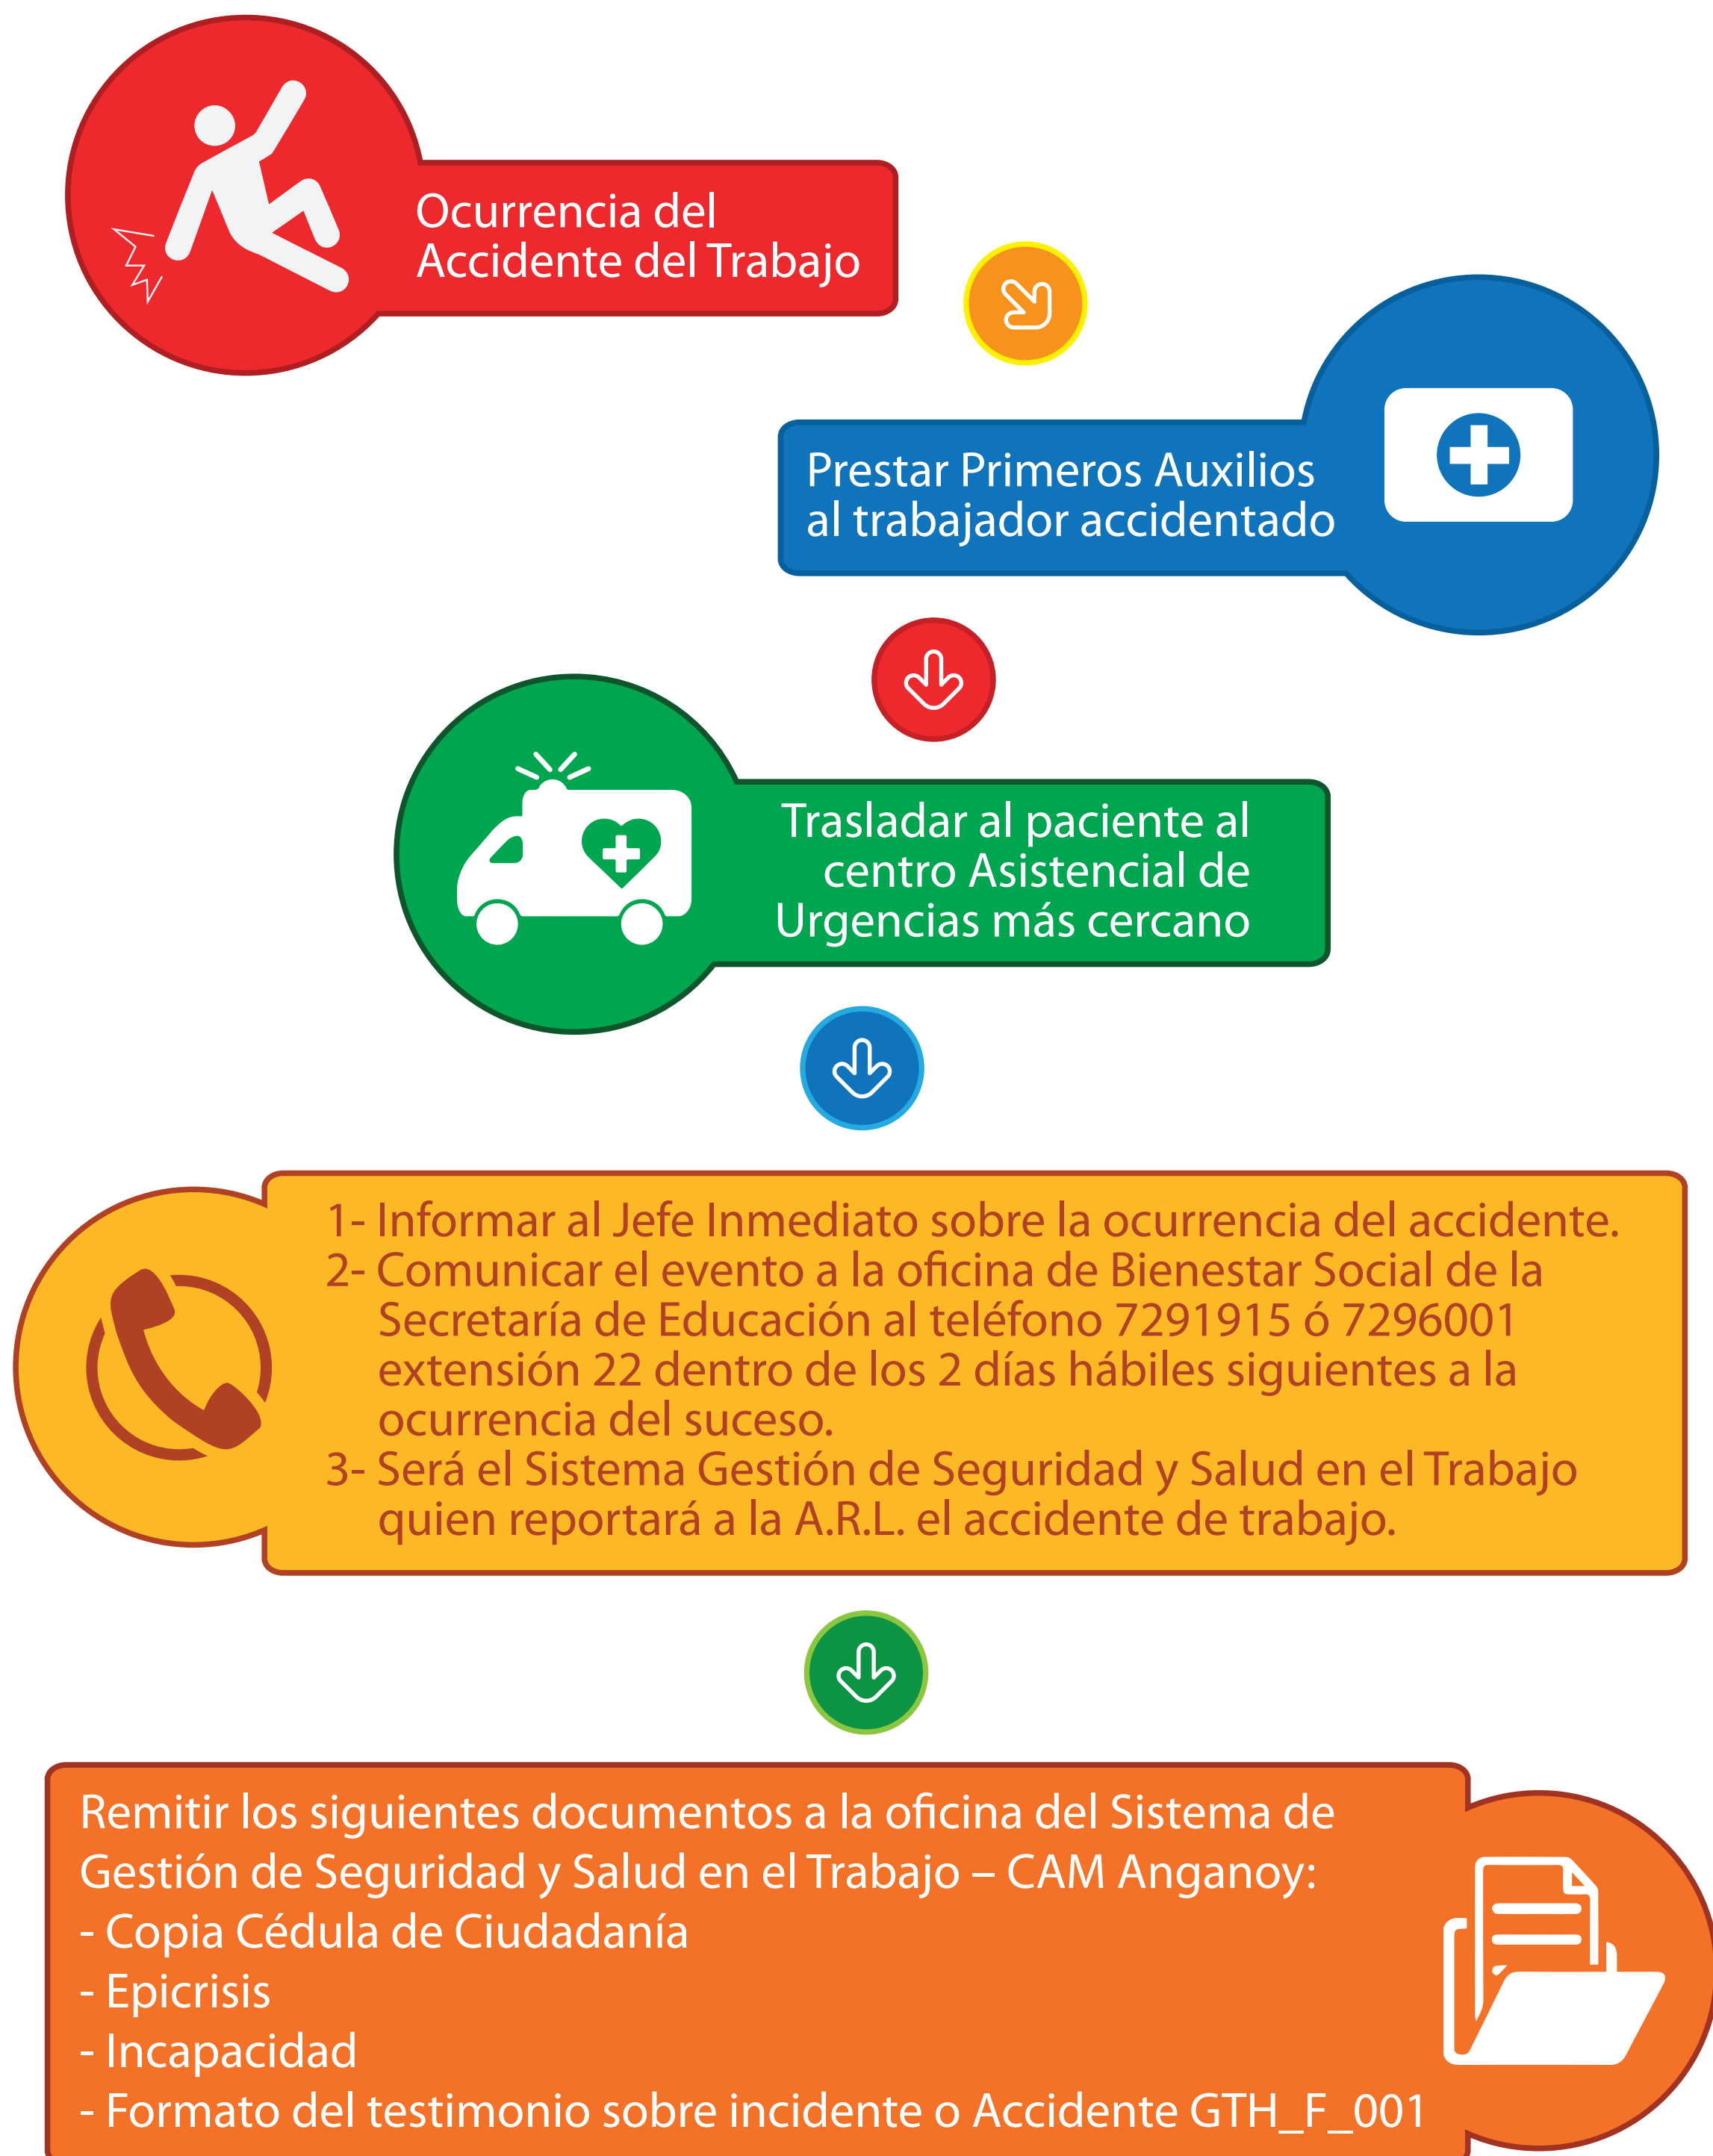 Ocurrencia del
Accidente del Trabajo
Prestar Primeros Auxilios
al trabajador accidentado
Trasladar al paciente al
centro Asistencial de
Urgencias más cercano
1- Informar al Jefe Inmediato sobre la ocurrencia del accidente.
2- Comunicar el evento a la oficina de Bienestar Social de la
Secretaría de Educación al teléfono 7291915 ó 7296001
extensión 22 dentro de los 2 días hábiles siguientes a la
ocurrencia del suceso.
3- Será el Sistema Gestión de Seguridad y Salud en el Trabajo
quien reportará a la A.R.L. el accidente de trabajo.
Remitir los siguientes documentos a la oficina del Sistema de
Gestión de Seguridad y Salud en el Trabajo – CAM Anganoy:
- Copia Cédula de Ciudadanía
- Epicrisis
- Incapacidad
- Formato del testimonio sobre incidente o Accidente GTH_F_001